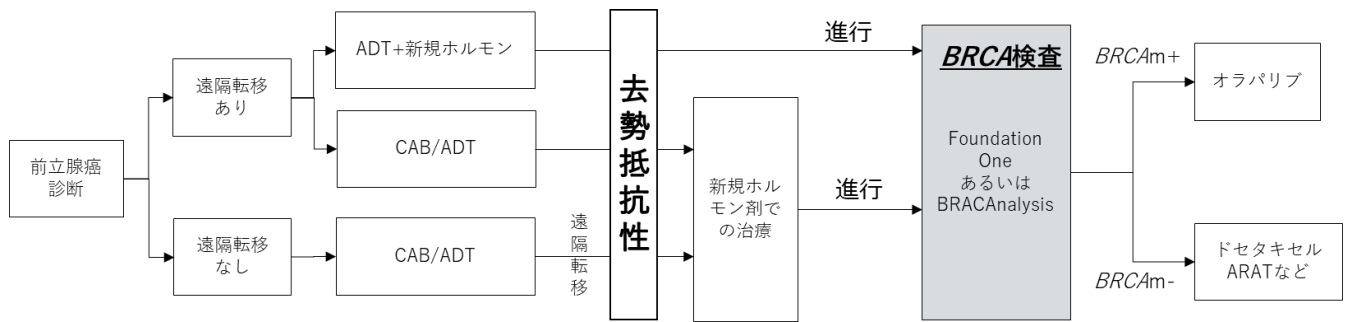 前立腺癌
診断
遠隔転移
あり
遠隔転移
なし
ADT+新規ホルモン
CAB/ADT
CAB/ADT
遠隔転移
去勢抵抗性
新規ホル
モン剤で
の治療
進行
進行
BRCA検査
Foundation
One
あるいは
BRACAnalysis
BRCAm+
オラパリブ
BRCAm-
ドセタキセル
ARATなど